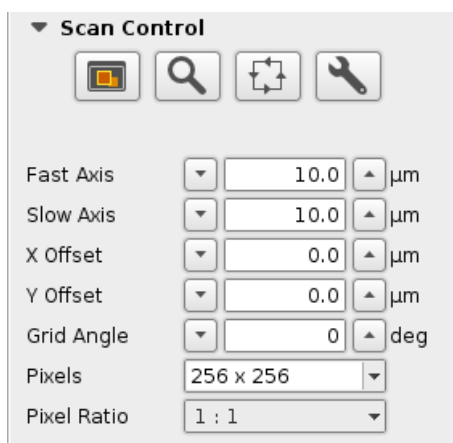 Scan Control
Fast Axis 10.0 µm
Slow Axis 10.0 µm
X Offset 0.0 µm
Y Offset 0.0 µm
Grid Angle 0 deg
Pixels 256 x 256
Pixel Ratio 1 : 1